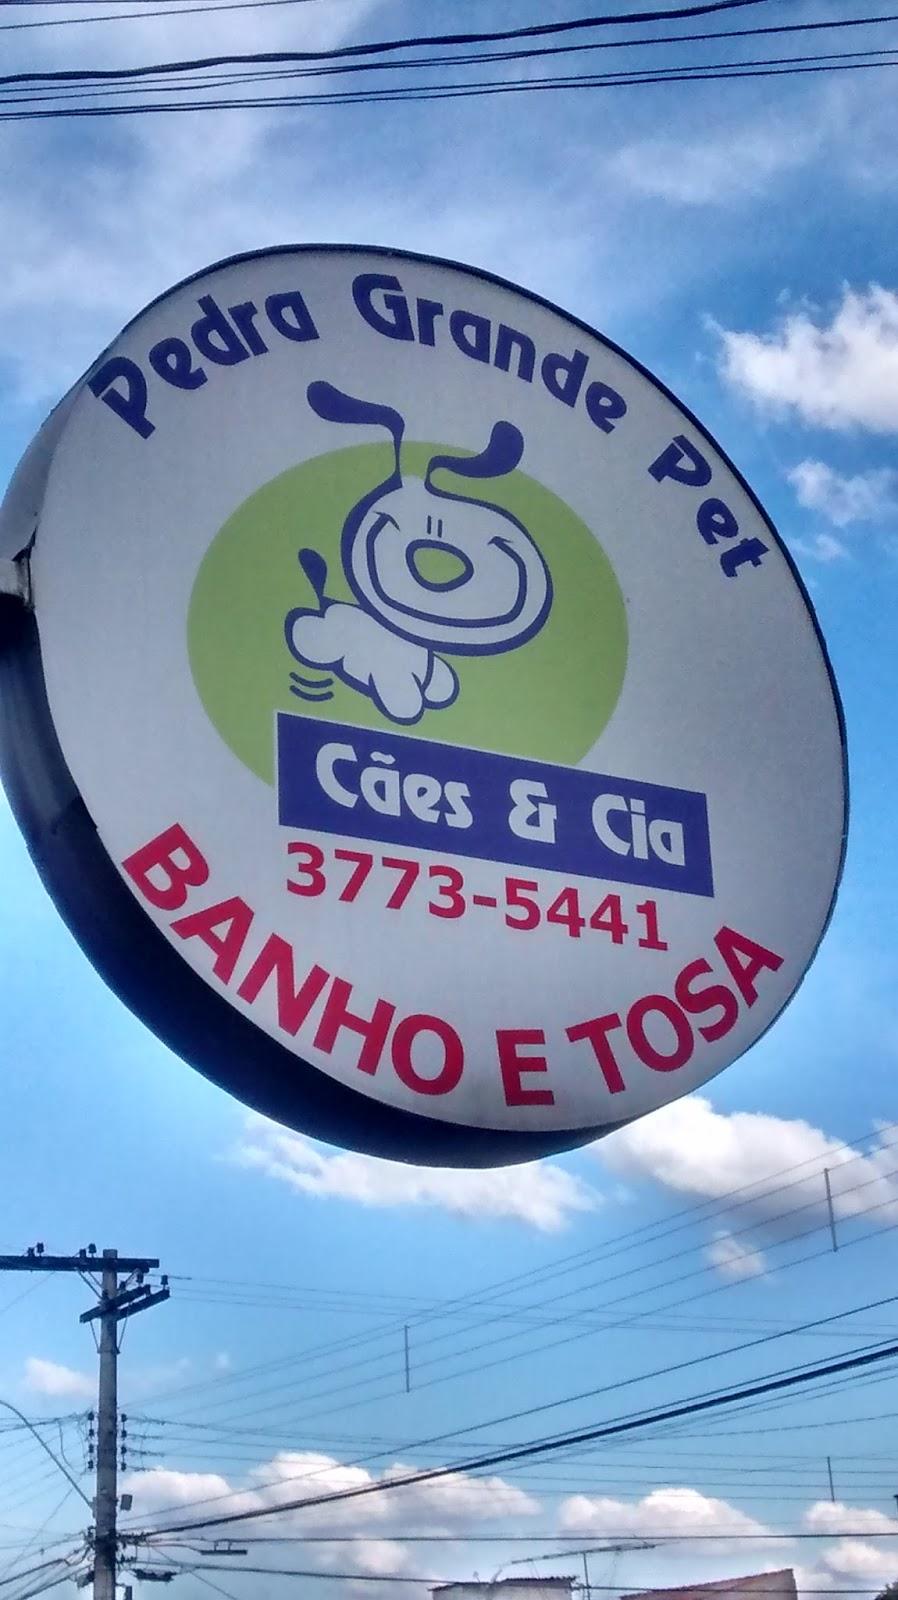 Pedra Grande Pet
Cães & Cia
3773-5441
BANHO E TOSA